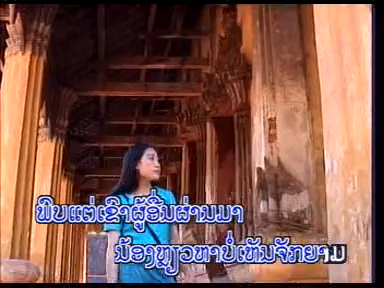 ພົບແຕ່ເຂົາຜູ້ອື່ນຜ່ານມາ
ນ້ອງຫຼຽວຫາບໍ່ເຫັນຈັກຍາມ